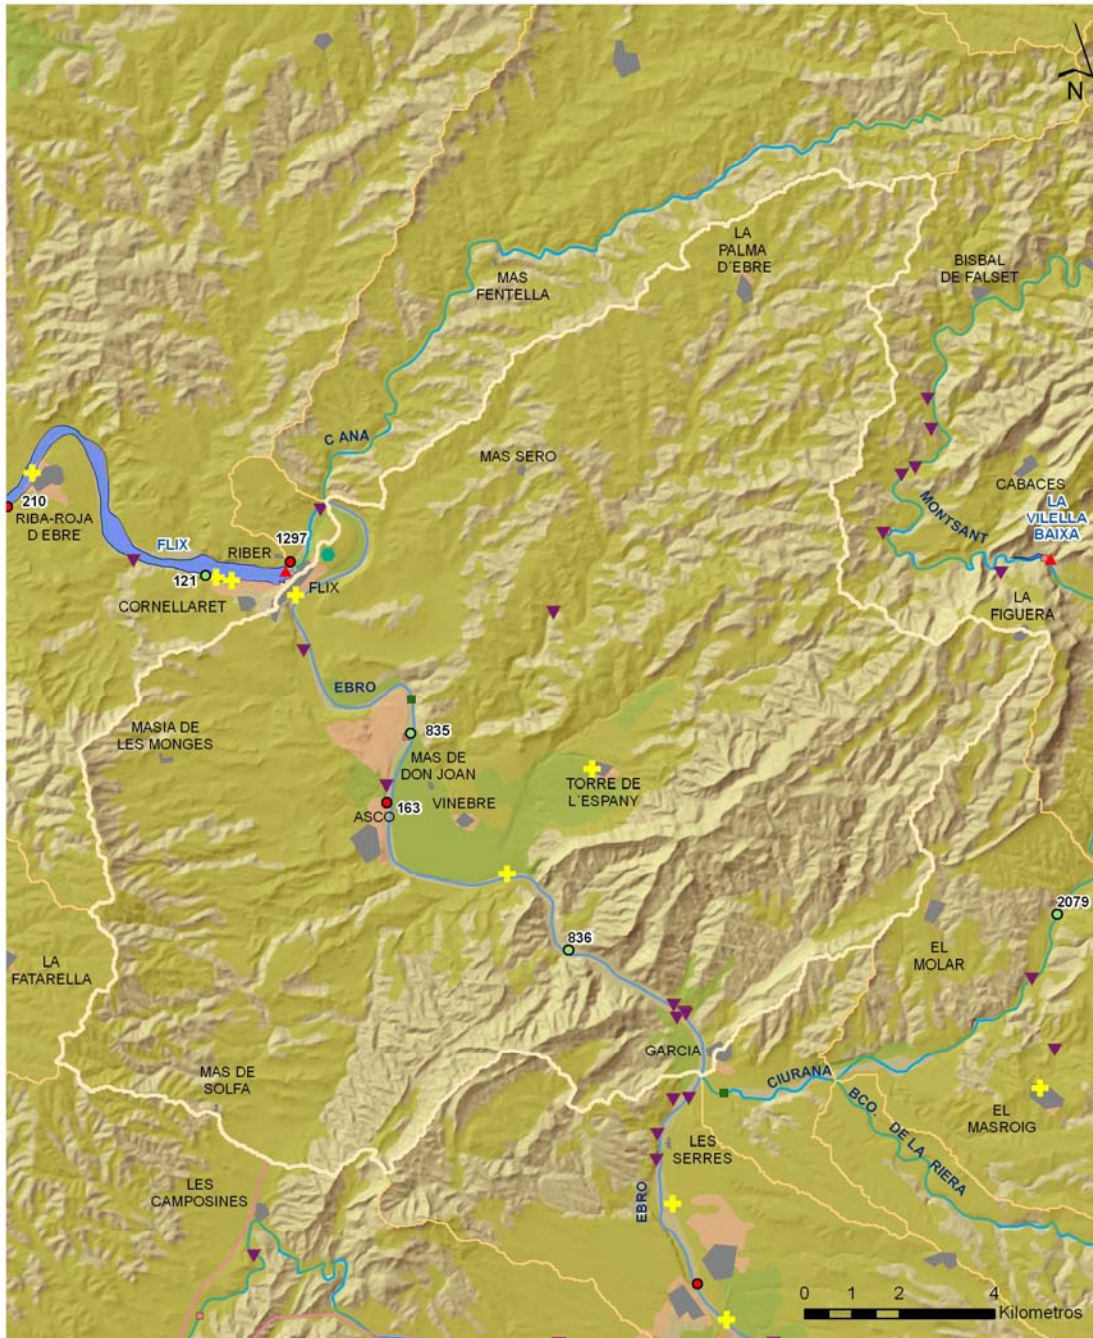 N
LA
PALMA
D´EBRE
BISBAL
DE FALSET
MAS
FENTELLA
C ANA
MAS SERO
CABACES
MONTSANT
LA
VILELLA
BAIXA
210
RIBA-ROJA
D EBRE
FLIX
RIBER
1297
121
CORNELLARET
FLIX
LA
FIGUERA
EBRO
835
MASIA DE
LES MONGES
MAS DE
DON JOAN
TORRE DE
L´ESPANY
163
VINEBRE
ASCO
2079
836
EL
MOLAR
LA
FATARELLA
GARCIA
CIURANA
MAS DE
SOLFA
BCO. DE LA RIERA
EL
MASROIG
LES
SERRES
LES
CAMPOSINES
EBRO
0 1 2 4
Kilometros